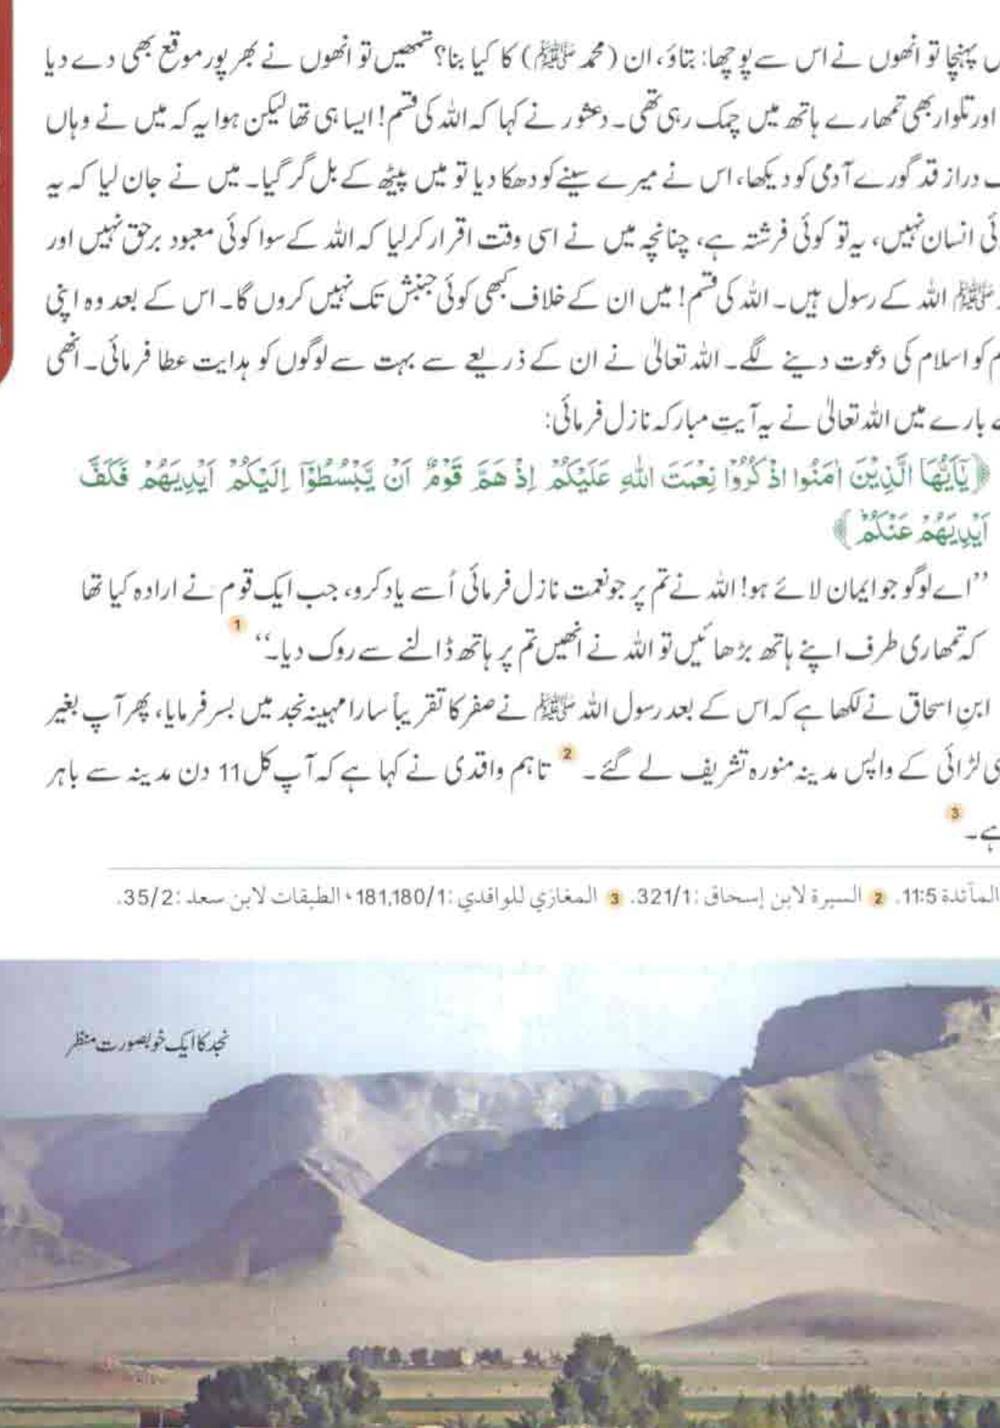 پہنچا تو انھوں نے اس سے پوچھا: بتاؤ، ان (محمد ﷺ) کا کیا بنا؟ تمھیں تو انھوں نے بھرپور موقع بھی دے دیا
اور تلوار بھی تمھارے ہاتھ میں چمک رہی تھی۔ دعثور نے کہا کہ اللہ کی قسم! ایسا ہی تھا لیکن ہوا یہ کہ میں نے وہاں
دراز قد گورے آدمی کو دیکھا، اس نے میرے سینے کو دھکا دیا تو میں پیٹھ کے بل گر گیا۔ میں نے جان لیا کہ یہ
انسان نہیں، یہ تو کوئی فرشتہ ہے، چنانچہ میں نے اسی وقت اقرار کر لیا کہ اللہ کے سوا کوئی معبود برحق نہیں اور
ﷺ اللہ کے رسول ہیں۔ اللہ کی قسم! میں ان کے خلاف کبھی کوئی جنبش تک نہیں کروں گا۔ اس کے بعد وہ اپنی
کو اسلام کی دعوت دینے لگے۔ اللہ تعالیٰ نے ان کے ذریعے سے بہت سے لوگوں کو ہدایت عطا فرمائی۔ انھی
بارے میں اللہ تعالیٰ نے یہ آیت مبارکہ نازل فرمائی:
﴿يٰۤاَيُّهَا الَّذِيْنَ اٰمَنُوا اذْكُرُوْا نِعْمَتَ اللّٰهِ عَلَيْكُمْ اِذْ هَمَّ قَوْمٌ اَنْ يَّبْسُطُوْۤا اِلَيْكُمْ اَيْدِيَهُمْ فَكَفَّ
اَيْدِيَهُمْ عَنْكُمْ﴾
’’اے لوگو جو ایمان لائے ہو! اللہ نے تم پر جو نعمت نازل فرمائی اُسے یاد کرو، جب ایک قوم نے ارادہ کیا تھا
کہ تمھاری طرف اپنے ہاتھ بڑھائیں تو اللہ نے انھیں تم پر ہاتھ ڈالنے سے روک دیا۔‘‘ 1
ابنِ اسحاق نے لکھا ہے کہ اس کے بعد رسول اللہ ﷺ نے صفر کا تقریباً سارا مہینہ نجد میں بسر فرمایا، پھر آپ بغیر
لڑائی کے واپس مدینہ منورہ تشریف لے گئے۔ 2 تاہم واقدی نے کہا ہے کہ آپ کل 11 دن مدینہ سے باہر
3
المآئدة 11:5. 2 السيرة لابن إسحاق: 321/1. 3 المغازي للواقدي: 181,180/1، الطبقات لابن سعد: 35/2.
نجد کا ایک خوبصورت منظر